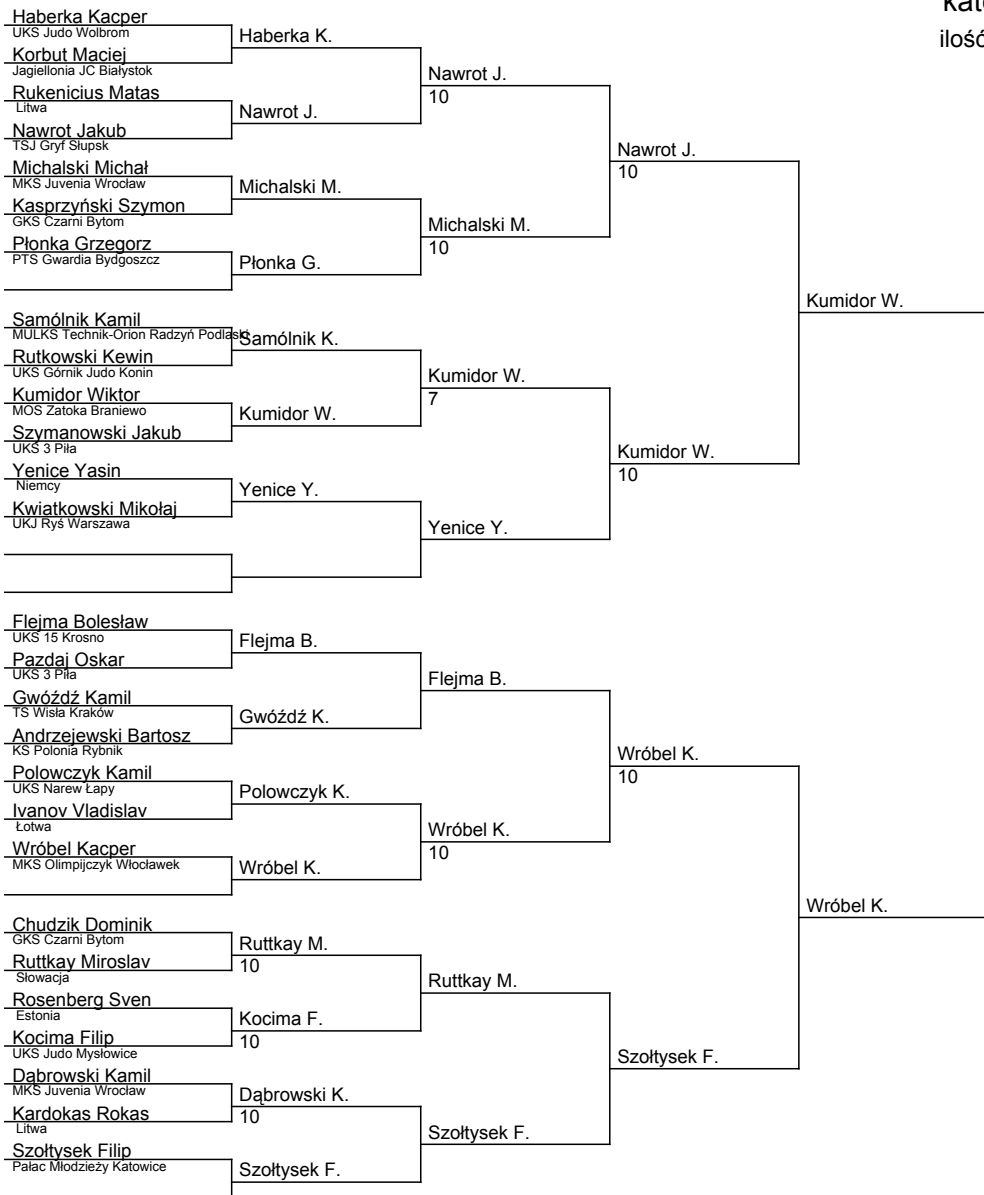 kat
ilość
Haberka Kacper
UKS Judo Wolbrom
Haberka K.
Korbut Maciej
Jagiellonia JC Białystok
Nawrot J.
10
Rukenicius Matas
Litwa
Nawrot J.
Nawrot Jakub
TSJ Gryf Słupsk
Nawrot J.
10
Michalski Michał
MKS Juvenia Wrocław
Michalski M.
Kasprzyński Szymon
GKS Czarni Bytom
Michalski M.
10
Płonka Grzegorz
PTS Gwardia Bydgoszcz
Płonka G.
Kumidor W.
Samólnik Kamil
MULKS Technik-Orion Radzyń Podlaski
Samólnik K.
Rutkowski Kewin
UKS Górnik Judo Konin
Kumidor W.
7
Kumidor Wiktor
MOS Zatoka Braniewo
Kumidor W.
Szymanowski Jakub
UKS 3 Piła
Kumidor W.
10
Yenice Yasin
Niemcy
Yenice Y.
Kwiatkowski Mikołaj
UKJ Ryś Warszawa
Yenice Y.
Flejma Bolesław
UKS 15 Krosno
Flejma B.
Pazdaj Oskar
UKS 3 Piła
Flejma B.
Gwóźdź Kamil
TS Wisła Kraków
Gwóźdź K.
Andrzejewski Bartosz
KS Polonia Rybnik
Wróbel K.
10
Polowczyk Kamil
UKS Narew Łapy
Polowczyk K.
Ivanov Vladislav
Łotwa
Wróbel K.
10
Wróbel Kacper
MKS Olimpijczyk Włocławek
Wróbel K.
Wróbel K.
Chudzik Dominik
GKS Czarni Bytom
Ruttkay M.
10
Ruttkay Miroslav
Słowacja
Ruttkay M.
Rosenberg Sven
Estonia
Kocima F.
10
Kocima Filip
UKS Judo Mysłowice
Szołtysek F.
Dąbrowski Kamil
MKS Juvenia Wrocław
Dąbrowski K.
10
Kardokas Rokas
Litwa
Szołtysek F.
Szołtysek Filip
Pałac Młodzieży Katowice
Szołtysek F.